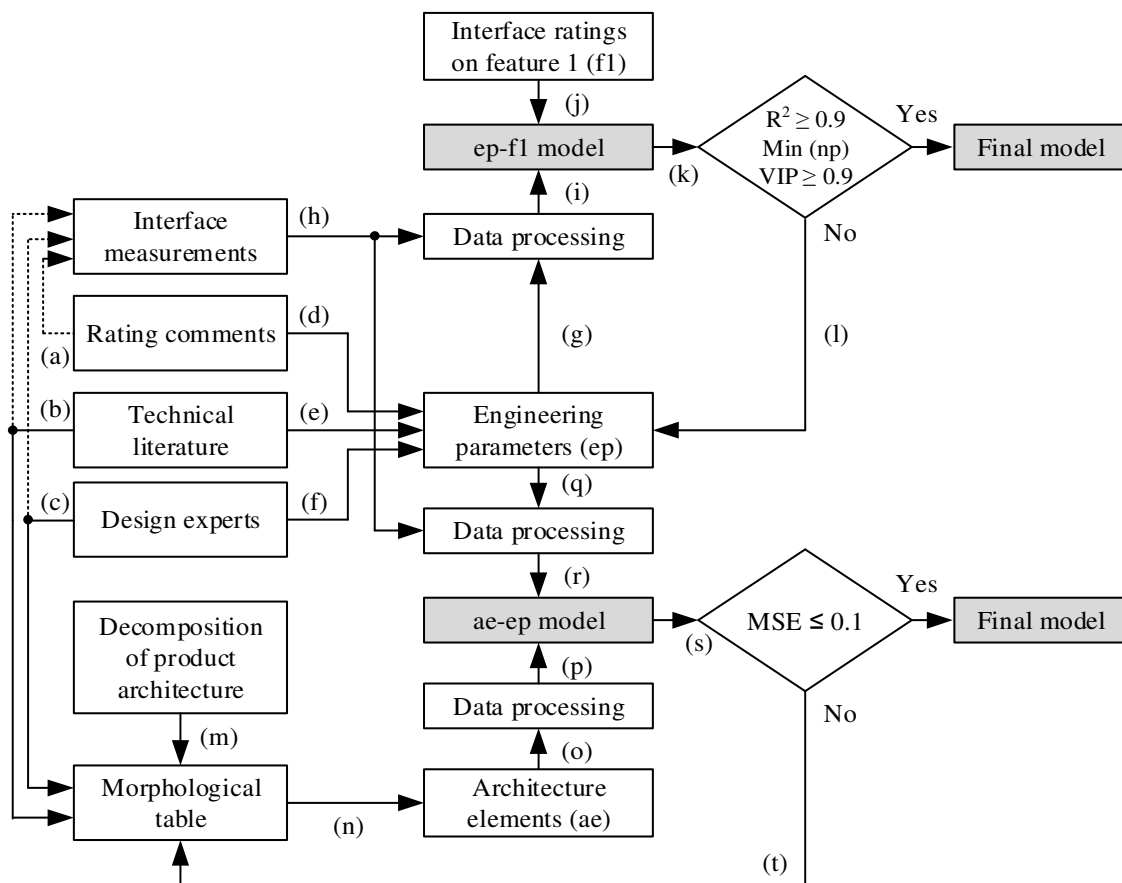 Interface ratings
on feature 1 (f1)
(j)
ep-f1 model
(k)
R² ≥ 0.9
Min (np)
VIP ≥ 0.9
Yes
Final model
(i)
Interface
measurements
(h)
Data processing
No
Rating comments
(a)
(d)
(g)
(l)
(b)
Technical
literature
(e)
Engineering
parameters (ep)
(c)
Design experts
(f)
(q)
Data processing
(r)
ae-ep model
(s)
MSE ≤ 0.1
Yes
Final model
Decomposition
of product
architecture
(p)
Data processing
No
(m)
(o)
Morphological
table
(n)
Architecture
elements (ae)
(t)